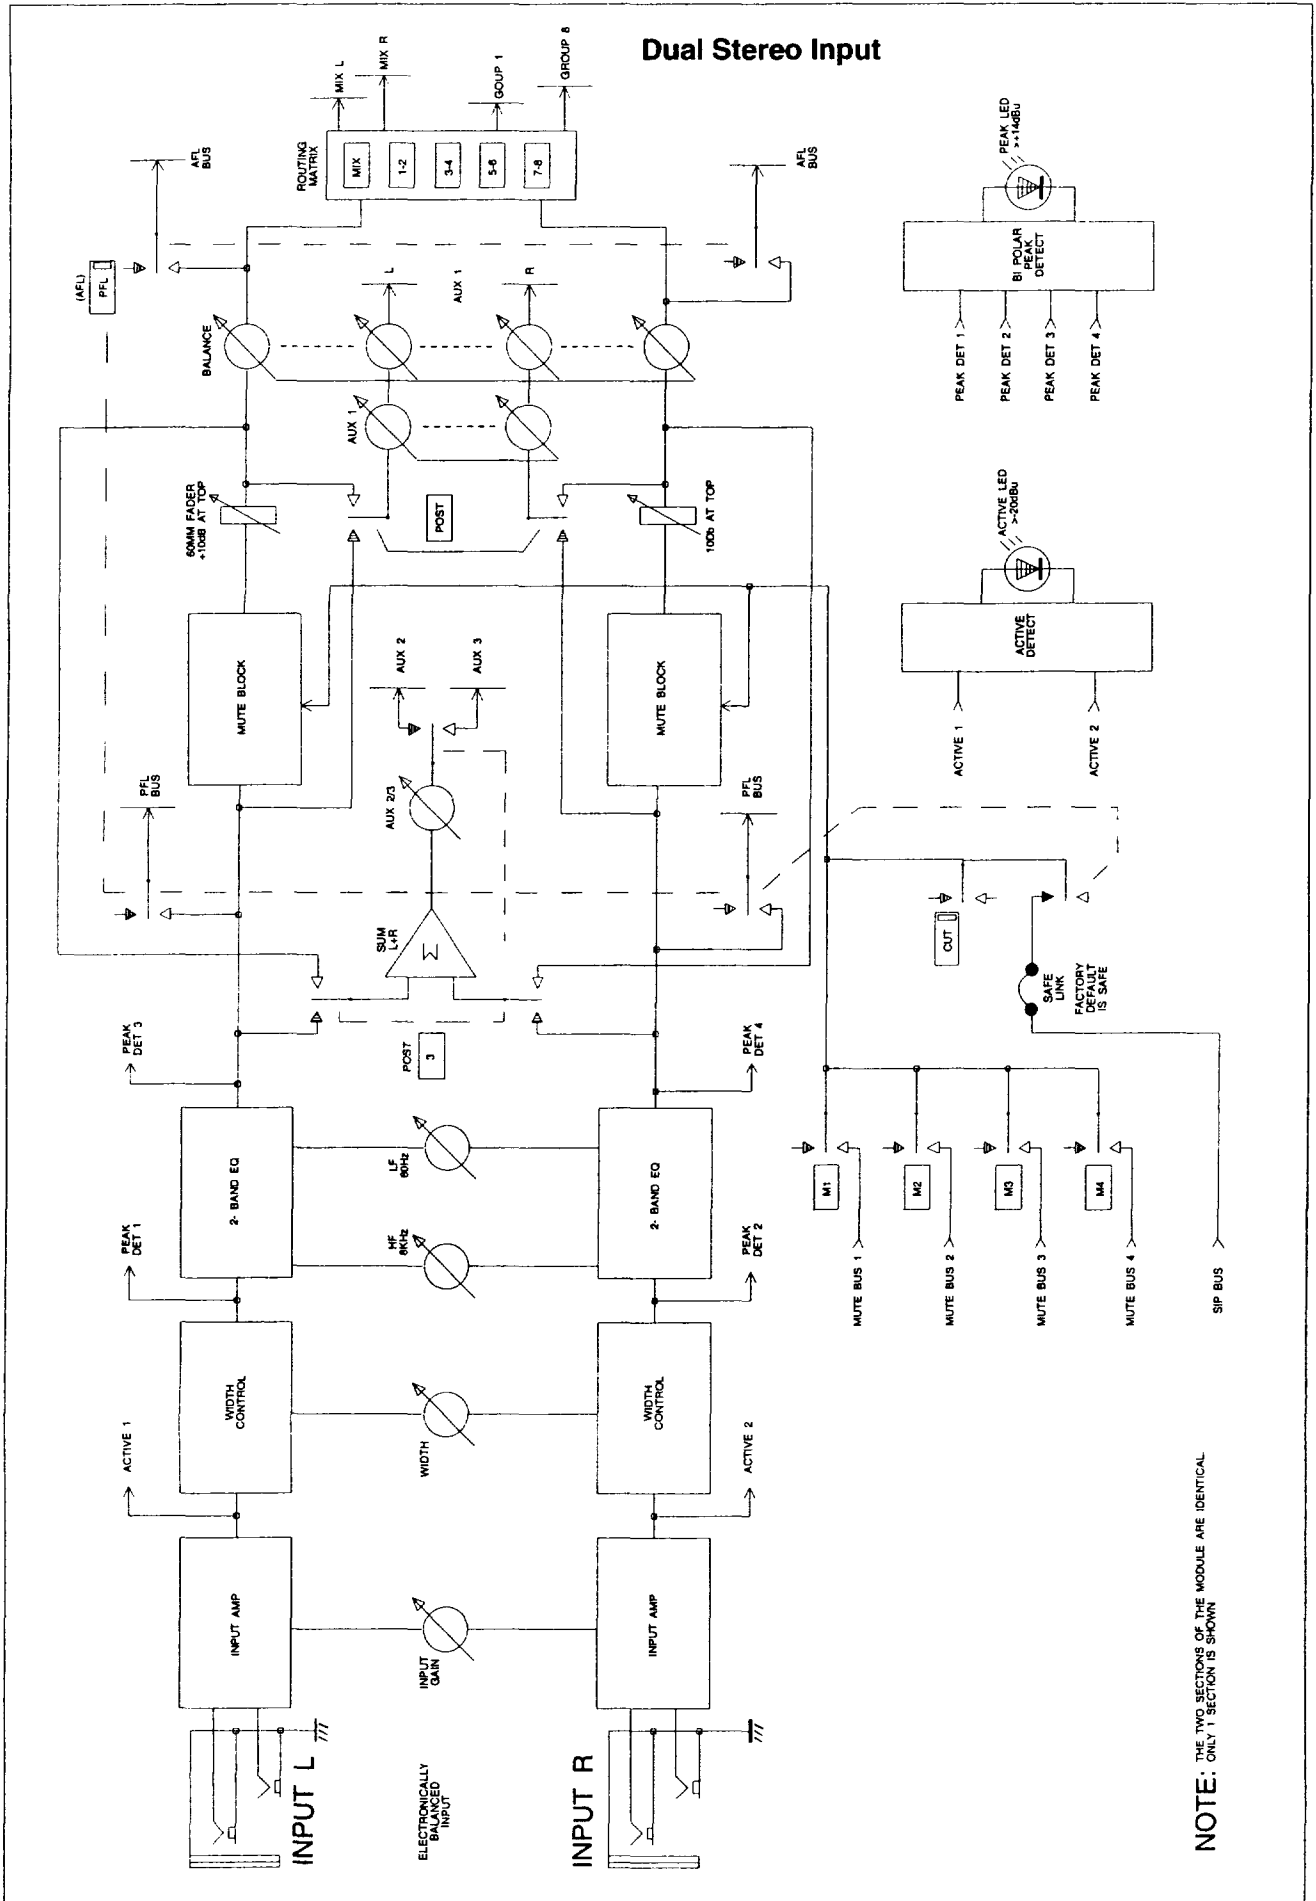 Dual Stereo Input
INPUT L
ELECTRONICALLY
BALANCED
INPUT
INPUT R
INPUT AMP
INPUT
GAIN
INPUT AMP
ACTIVE 1
ACTIVE 2
WIDTH
CONTROL
WIDTH
WIDTH
CONTROL
PEAK
DET 1
PEAK
DET 2
2- BAND EQ
HF
8KHz
LF
60Hz
2- BAND EQ
PEAK
DET 3
PEAK
DET 4
POST
3
SUM
L+R
Σ
PFL
BUS
PFL
BUS
AUX 2/3
AUX 2
AUX 3
MUTE BLOCK
MUTE BLOCK
60MM FADER
+10dB AT TOP
10Db AT TOP
POST
AUX 1
BALANCE
(AFL)
PFL
L
AUX 1
R
AFL
BUS
AFL
BUS
ROUTING
MATRIX
MIX
1-2
3-4
5-6
7-8
MIX L
MIX R
GOUP 1
GROUP 8
MUTE BUS 1
MUTE BUS 2
MUTE BUS 3
MUTE BUS 4
SIP BUS
M1
M2
M3
M4
CUT
SAFE
LINK
FACTORY
DEFAULT
IS SAFE
ACTIVE 1
ACTIVE 2
ACTIVE
DETECT
ACTIVE LED
>-20dBu
PEAK DET 1
PEAK DET 2
PEAK DET 3
PEAK DET 4
BI POLAR
PEAK
DETECT
PEAK LED
>+14dBu
NOTE: THE TWO SECTIONS OF THE MODULE ARE IDENTICAL
ONLY 1 SECTION IS SHOWN